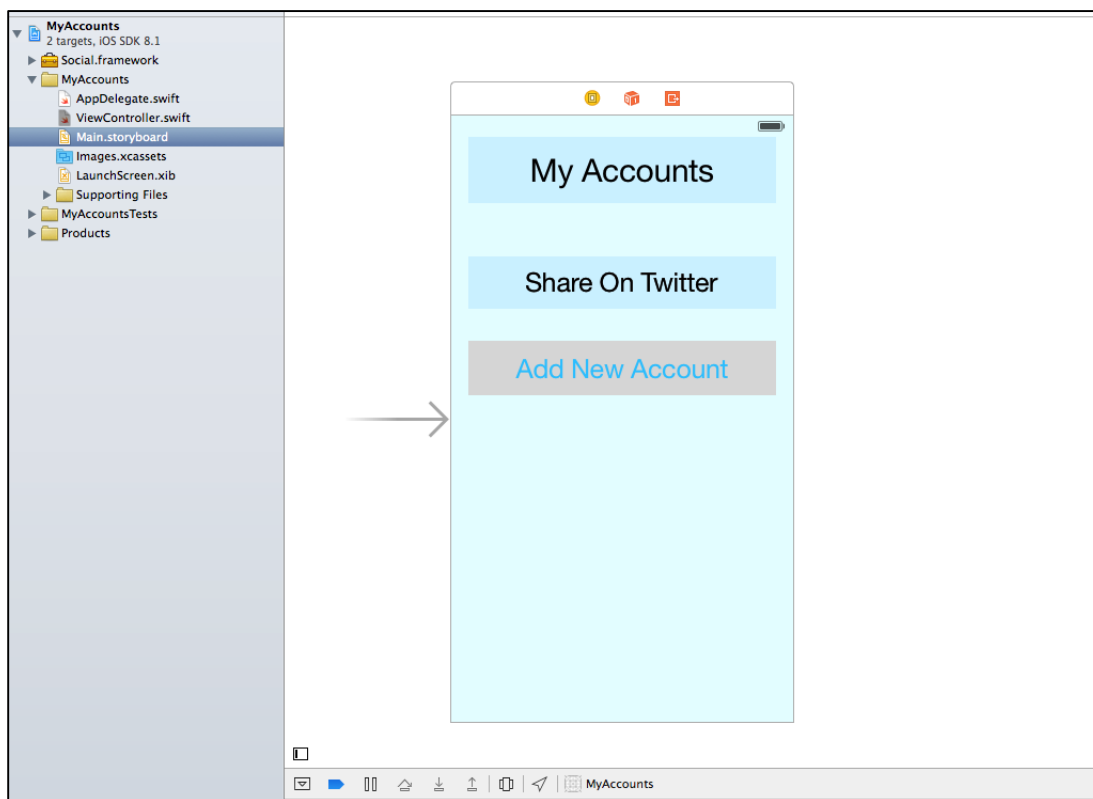 MyAccounts
2 targets, iOS SDK 8.1
Social.framework
MyAccounts
AppDelegate.swift
ViewController.swift
Main.storyboard
Images.xcassets
LaunchScreen.xib
Supporting Files
MyAccountsTests
Products
My Accounts
Share On Twitter
Add New Account
MyAccounts